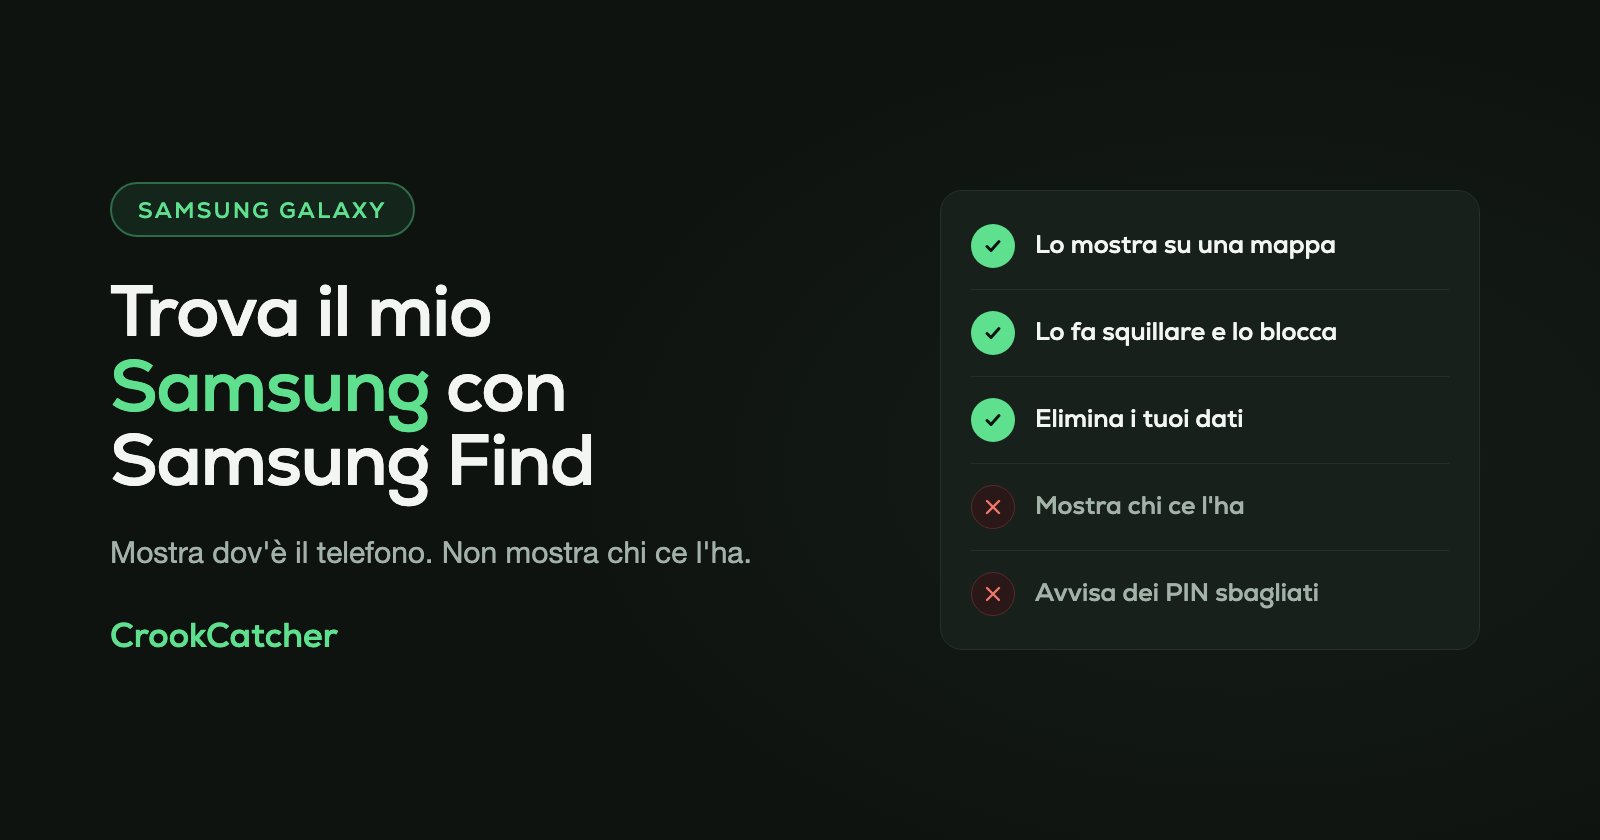 SAMSUNG GALAXY
Trova il mio
Samsung con
Samsung Find
Mostra dov'è il telefono. Non mostra chi ce l'ha.
CrookCatcher
Lo mostra su una mappa
Lo fa squillare e lo blocca
Elimina i tuoi dati
Mostra chi ce l'ha
Avvisa dei PIN sbagliati